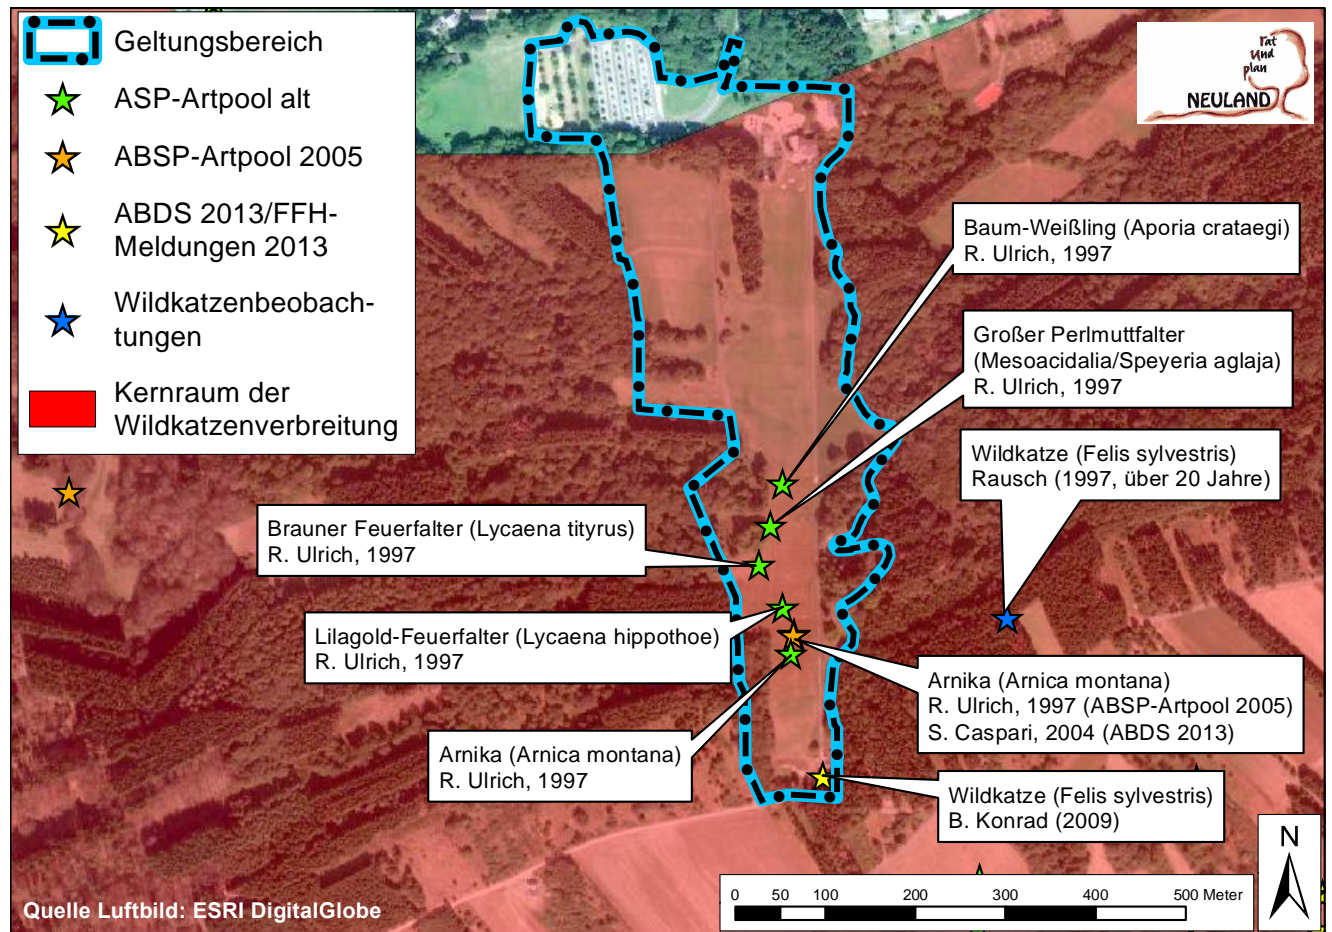 Geltungsbereich
ASP-Artpool alt
ABSP-Artpool 2005
ABDS 2013/FFH-
Meldungen 2013
Wildkatzenbeobach-
tungen
Kernraum der
Wildkatzenverbreitung
rat
und
plan
NEULAND
Baum-Weißling (Aporia crataegi)
R. Ulrich, 1997
Großer Perlmuttfalter
(Mesoacidalia/Speyeria aglaja)
R. Ulrich, 1997
Wildkatze (Felis sylvestris)
Rausch (1997, über 20 Jahre)
Brauner Feuerfalter (Lycaena tityrus)
R. Ulrich, 1997
Lilagold-Feuerfalter (Lycaena hippothoe)
R. Ulrich, 1997
Arnika (Arnica montana)
R. Ulrich, 1997 (ABSP-Artpool 2005)
S. Caspari, 2004 (ABDS 2013)
Arnika (Arnica montana)
R. Ulrich, 1997
Wildkatze (Felis sylvestris)
B. Konrad (2009)
N
0 50 100 200 300 400 500 Meter
Quelle Luftbild: ESRI DigitalGlobe